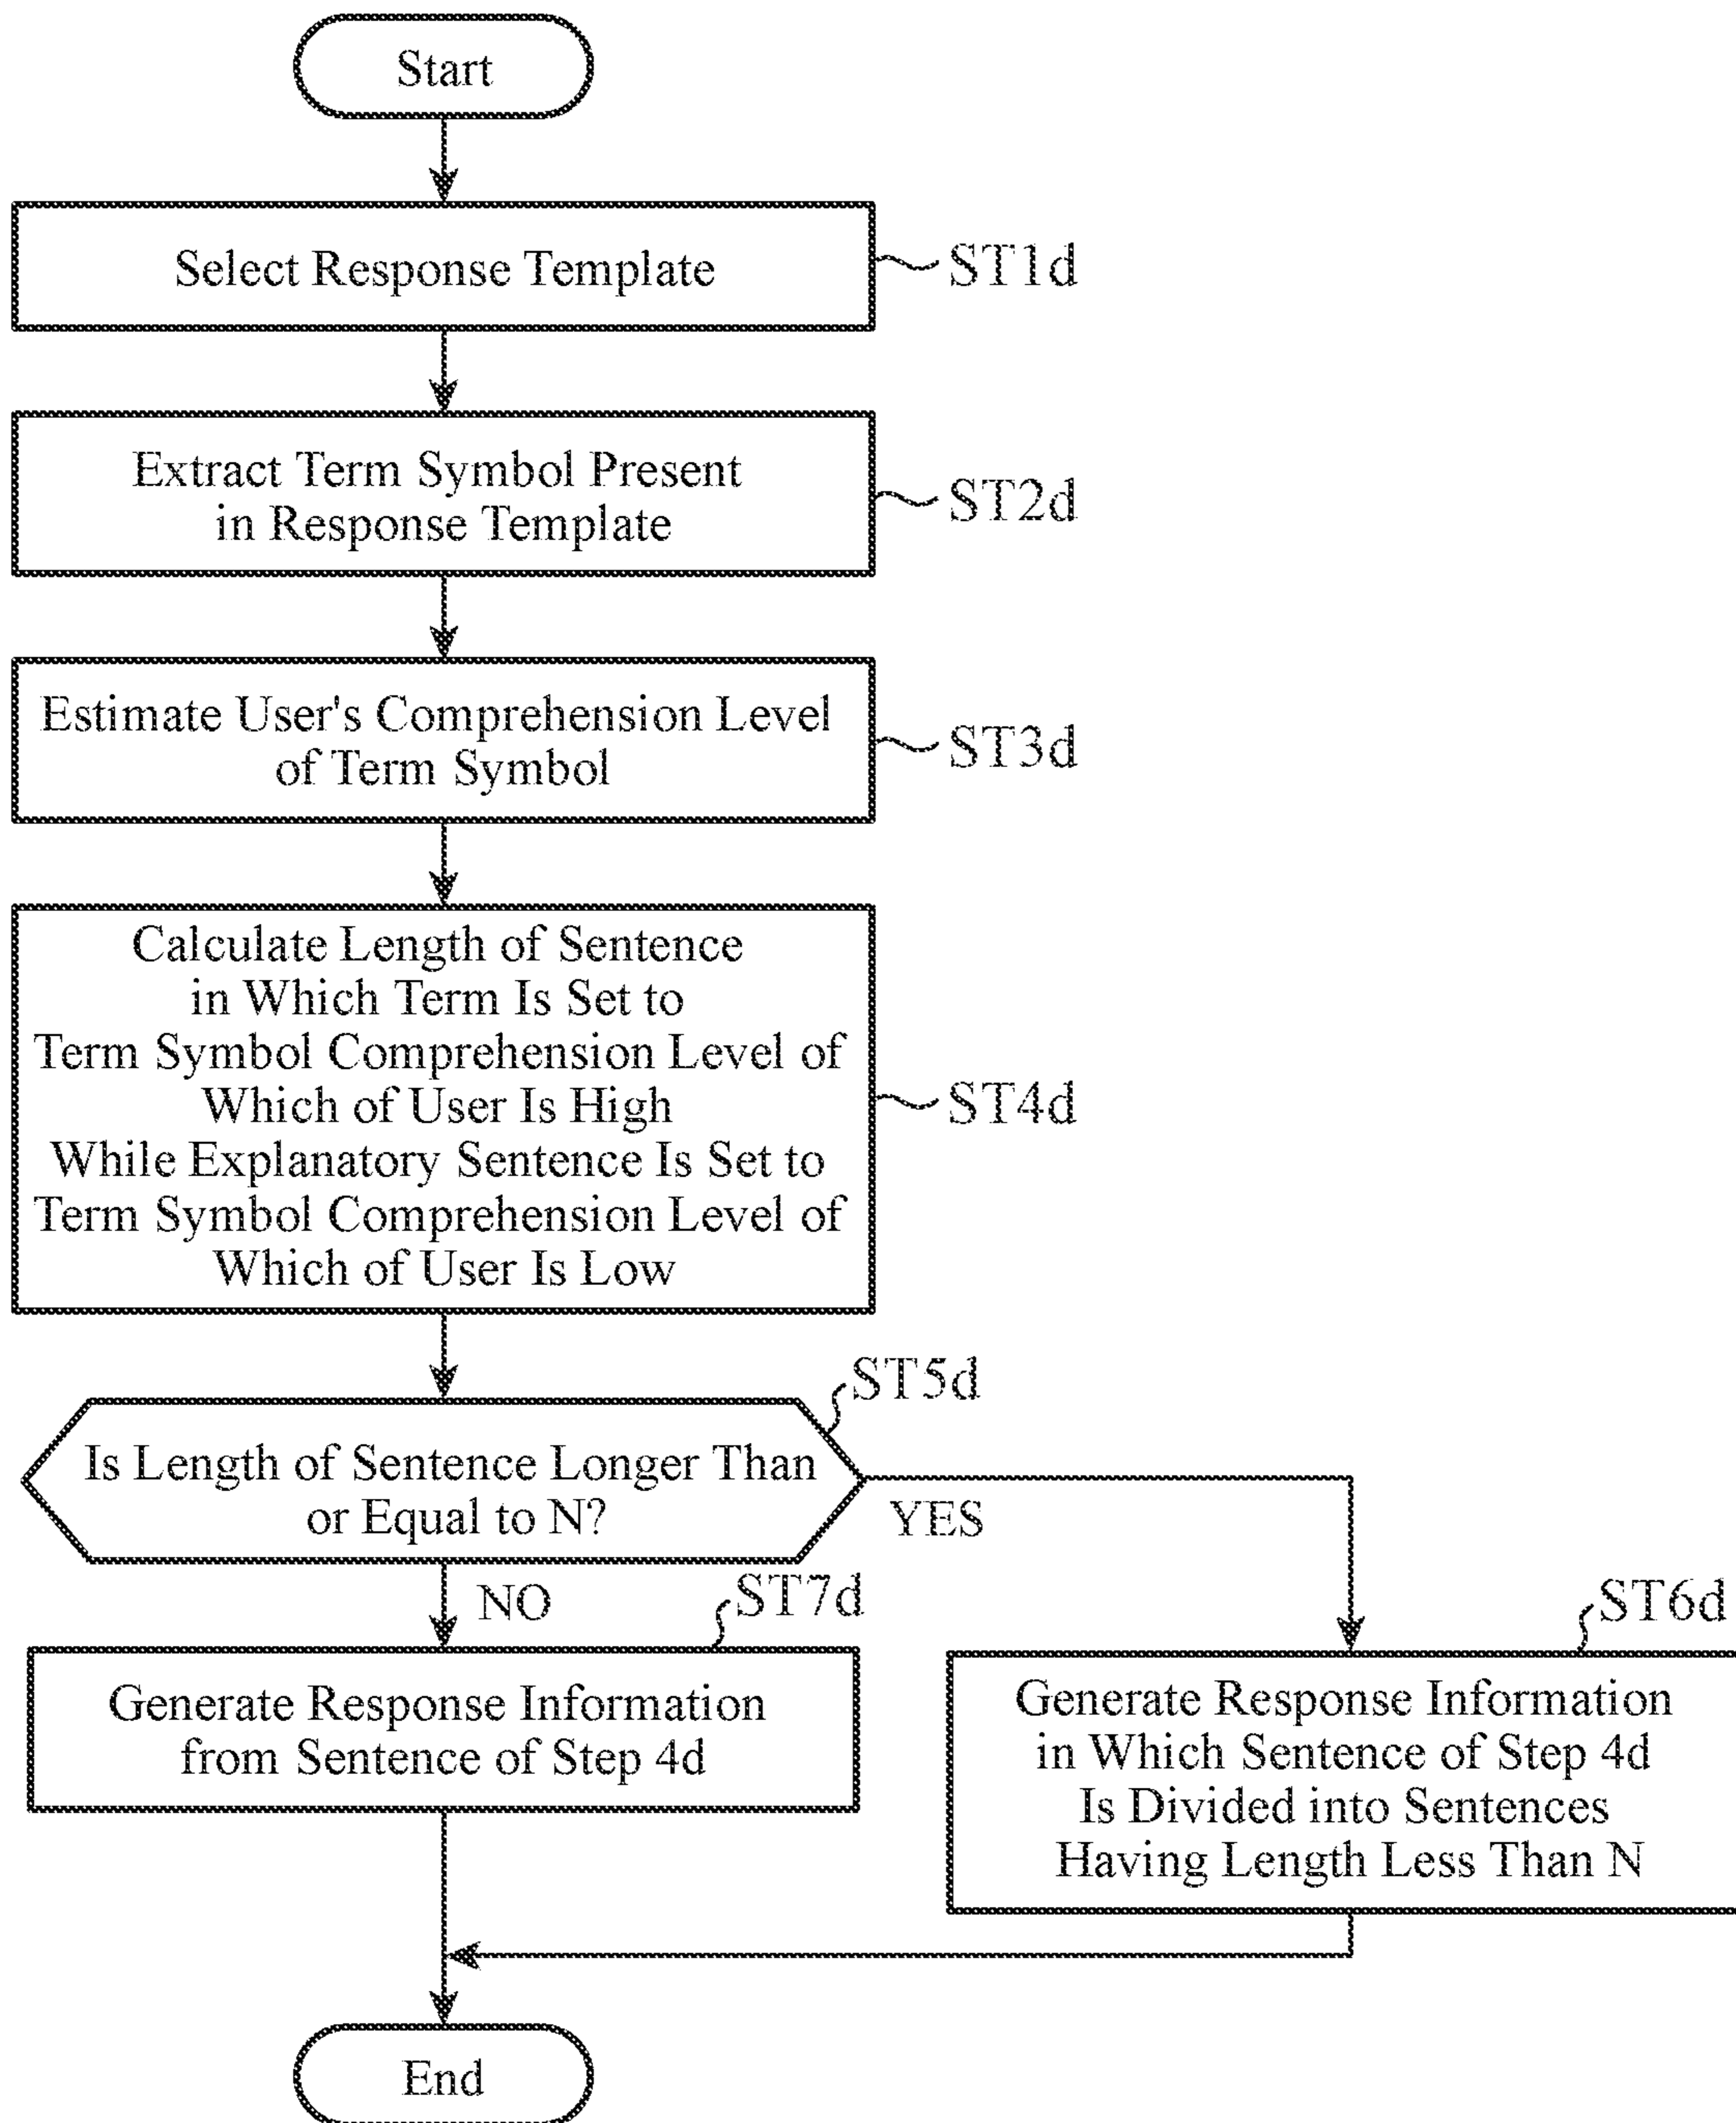 Start
Select Response Template
ST1d
Extract Term Symbol Present
in Response Template
ST2d
Estimate User's Comprehension Level
of Term Symbol
ST3d
Calculate Length of Sentence
in Which Term Is Set to
Term Symbol Comprehension Level of
Which of User Is High
While Explanatory Sentence Is Set to
Term Symbol Comprehension Level of
Which of User Is Low
ST4d
ST5d
Is Length of Sentence Longer Than
or Equal to N?
YES
NO
ST7d
Generate Response Information
from Sentence of Step 4d
ST6d
Generate Response Information
in Which Sentence of Step 4d
Is Divided into Sentences
Having Length Less Than N
End